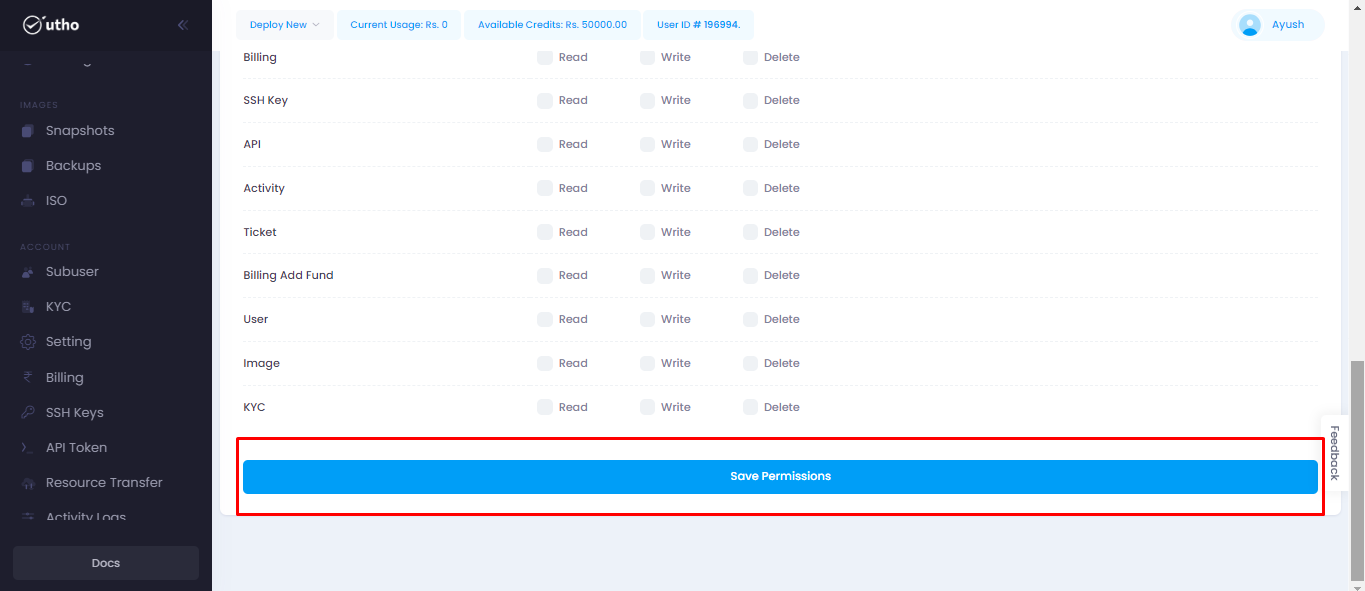 utho
Deploy New
Current Usage: Rs. 0
Available Credits: Rs. 50000.00
User ID # 196994.
Ayush
IMAGES
Snapshots
Backups
ISO
ACCOUNT
Subuser
KYC
Setting
Billing
SSH Keys
API Token
Resource Transfer
Activity Logs
Docs
Billing Read Write Delete
SSH Key Read Write Delete
API Read Write Delete
Activity Read Write Delete
Ticket Read Write Delete
Billing Add Fund Read Write Delete
User Read Write Delete
Image Read Write Delete
KYC Read Write Delete
Save Permissions
Feedback